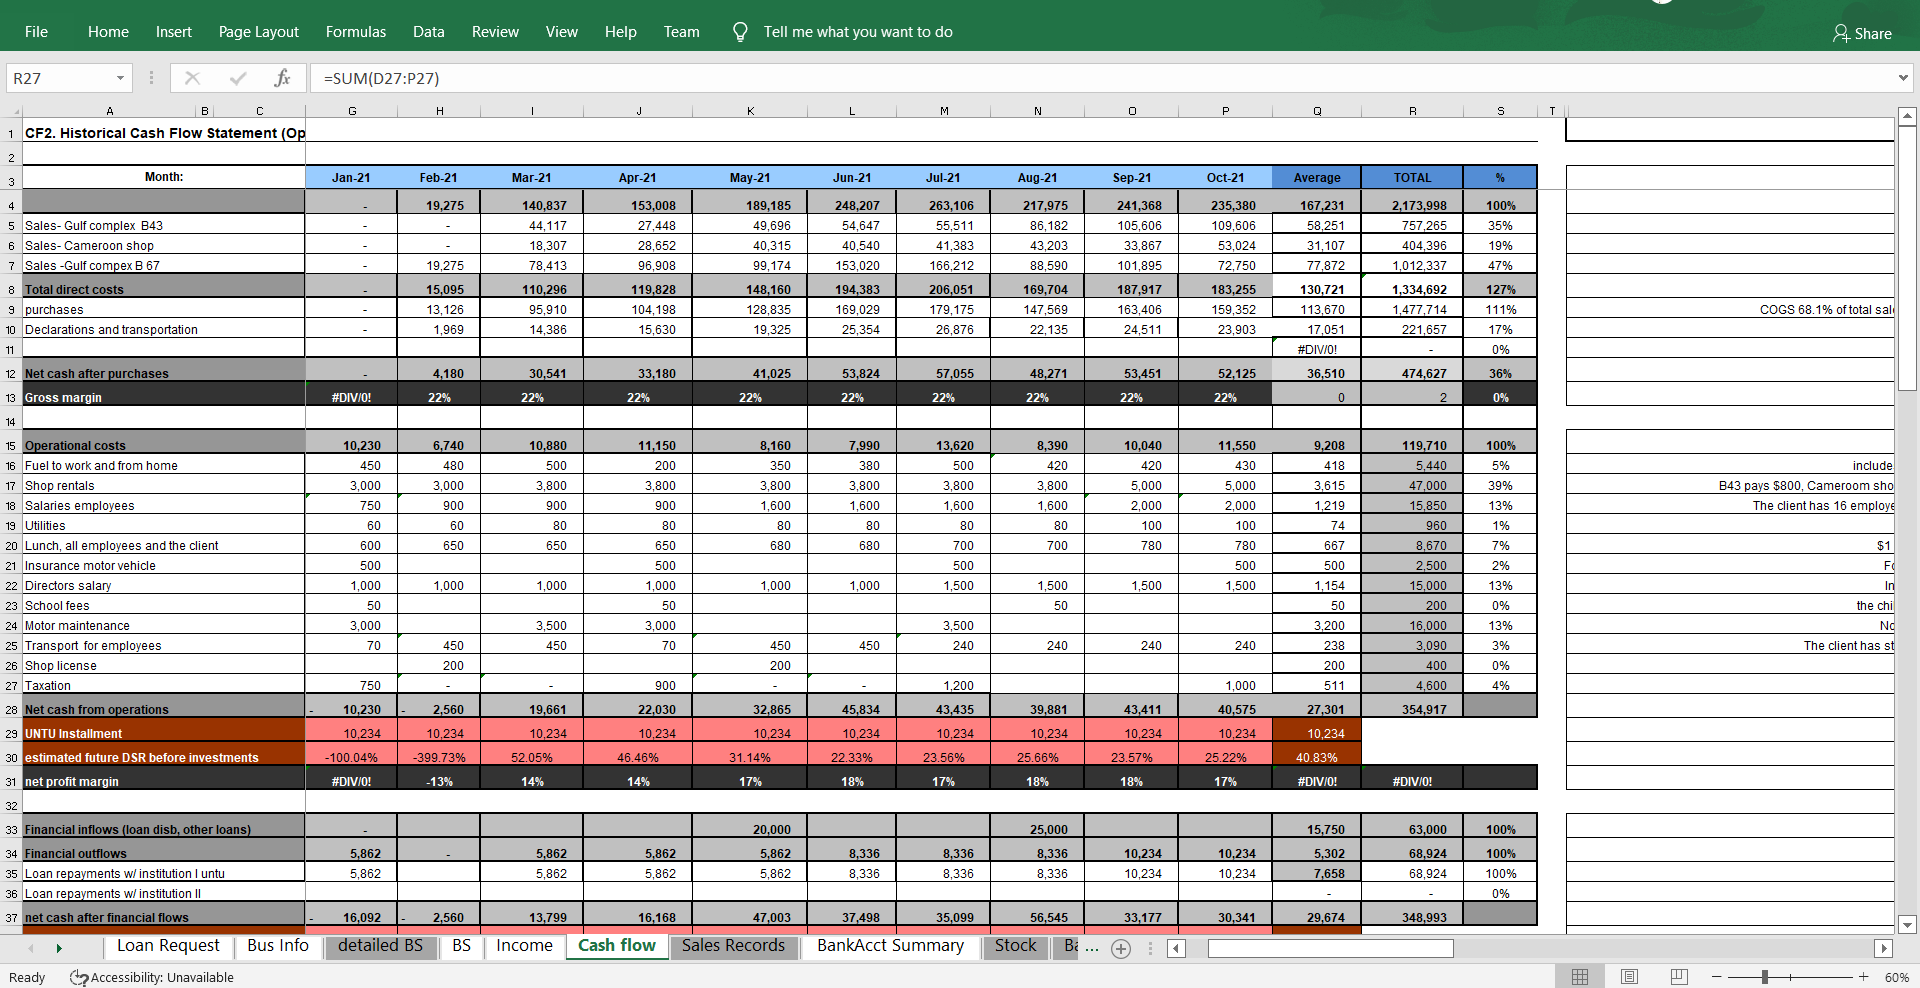 File Home Insert Page Layout Formulas Data Review View Help Team Tell me what you want to do Share
R27 fx =SUM(D27:P27)
A B C G H I J K L M N O P Q R S T
1 CF2. Historical Cash Flow Statement (Op
2
3 Month: Jan-21 Feb-21 Mar-21 Apr-21 May-21 Jun-21 Jul-21 Aug-21 Sep-21 Oct-21 Average TOTAL %
4 - 19,275 140,837 153,008 189,185 248,207 263,106 217,975 241,368 235,380 167,231 2,173,998 100%
5 Sales- Gulf complex B43 - - 44,117 27,448 49,696 54,647 55,511 86,182 105,606 109,606 58,251 757,265 35%
6 Sales- Cameroon shop - - 18,307 28,652 40,315 40,540 41,383 43,203 33,867 53,024 31,107 404,396 19%
7 Sales -Gulf compex B 67 - 19,275 78,413 96,908 99,174 153,020 166,212 88,590 101,895 72,750 77,872 1,012,337 47%
8 Total direct costs - 15,095 110,296 119,828 148,160 194,383 206,051 169,704 187,917 183,255 130,721 1,334,692 127%
9 purchases - 13,126 95,910 104,198 128,835 169,029 179,175 147,569 163,406 159,352 113,670 1,477,714 111% COGS 68.1% of total sal
10 Declarations and transportation - 1,969 14,386 15,630 19,325 25,354 26,876 22,135 24,511 23,903 17,051 221,657 17%
11 #DIV/0! - 0%
12 Net cash after purchases - 4,180 30,541 33,180 41,025 53,824 57,055 48,271 53,451 52,125 36,510 474,627 36%
13 Gross margin #DIV/0! 22% 22% 22% 22% 22% 22% 22% 22% 22% 0 2 0%
14
15 Operational costs 10,230 6,740 10,880 11,150 8,160 7,990 13,620 8,390 10,040 11,550 9,208 119,710 100%
16 Fuel to work and from home 450 480 500 200 350 380 500 420 420 430 418 5,440 5% include
17 Shop rentals 3,000 3,000 3,800 3,800 3,800 3,800 3,800 3,800 5,000 5,000 3,615 47,000 39% B43 pays $800, Cameroom sho
18 Salaries employees 750 900 900 900 1,600 1,600 1,600 1,600 2,000 2,000 1,219 15,850 13% The client has 16 employe
19 Utilities 60 60 80 80 80 80 80 80 100 100 74 960 1%
20 Lunch, all employees and the client 600 650 650 650 680 680 700 700 780 780 667 8,670 7% $1
21 Insurance motor vehicle 500 500 500 500 500 2,500 2% Fo
22 Directors salary 1,000 1,000 1,000 1,000 1,000 1,000 1,500 1,500 1,500 1,500 1,154 15,000 13% In
23 School fees 50 50 50 50 200 0% the chi
24 Motor maintenance 3,000 3,500 3,000 3,500 3,200 16,000 13% No
25 Transport for employees 70 450 450 70 450 450 240 240 240 240 238 3,090 3% The client has st
26 Shop license 200 200 200 400 0%
27 Taxation 750 - - 900 - - 1,200 1,000 511 4,600 4%
28 Net cash from operations - 10,230 - 2,560 19,661 22,030 32,865 45,834 43,435 39,881 43,411 40,575 27,301 354,917
29 UNTU Installment 10,234 10,234 10,234 10,234 10,234 10,234 10,234 10,234 10,234 10,234 10,234
30 estimated future DSR before investments -100.04% -399.73% 52.05% 46.46% 31.14% 22.33% 23.56% 25.66% 23.57% 25.22% 40.83%
31 net profit margin #DIV/0! -13% 14% 14% 17% 18% 17% 18% 18% 17% #DIV/0! #DIV/0!
32
33 Financial inflows (loan disb, other loans) - 20,000 25,000 15,750 63,000 100%
34 Financial outflows 5,862 - 5,862 5,862 5,862 8,336 8,336 8,336 10,234 10,234 5,302 68,924 100%
35 Loan repayments w/ institution I untu 5,862 5,862 5,862 5,862 8,336 8,336 8,336 10,234 10,234 7,658 68,924 100%
36 Loan repayments w/ institution II - - 0%
37 net cash after financial flows - 16,092 - 2,560 13,799 16,168 47,003 37,498 35,099 56,545 33,177 30,341 29,674 348,993
Loan Request Bus Info detailed BS BS Income Cash flow Sales Records BankAcct Summary Stock Ba ...
Ready Accessibility: Unavailable 60%